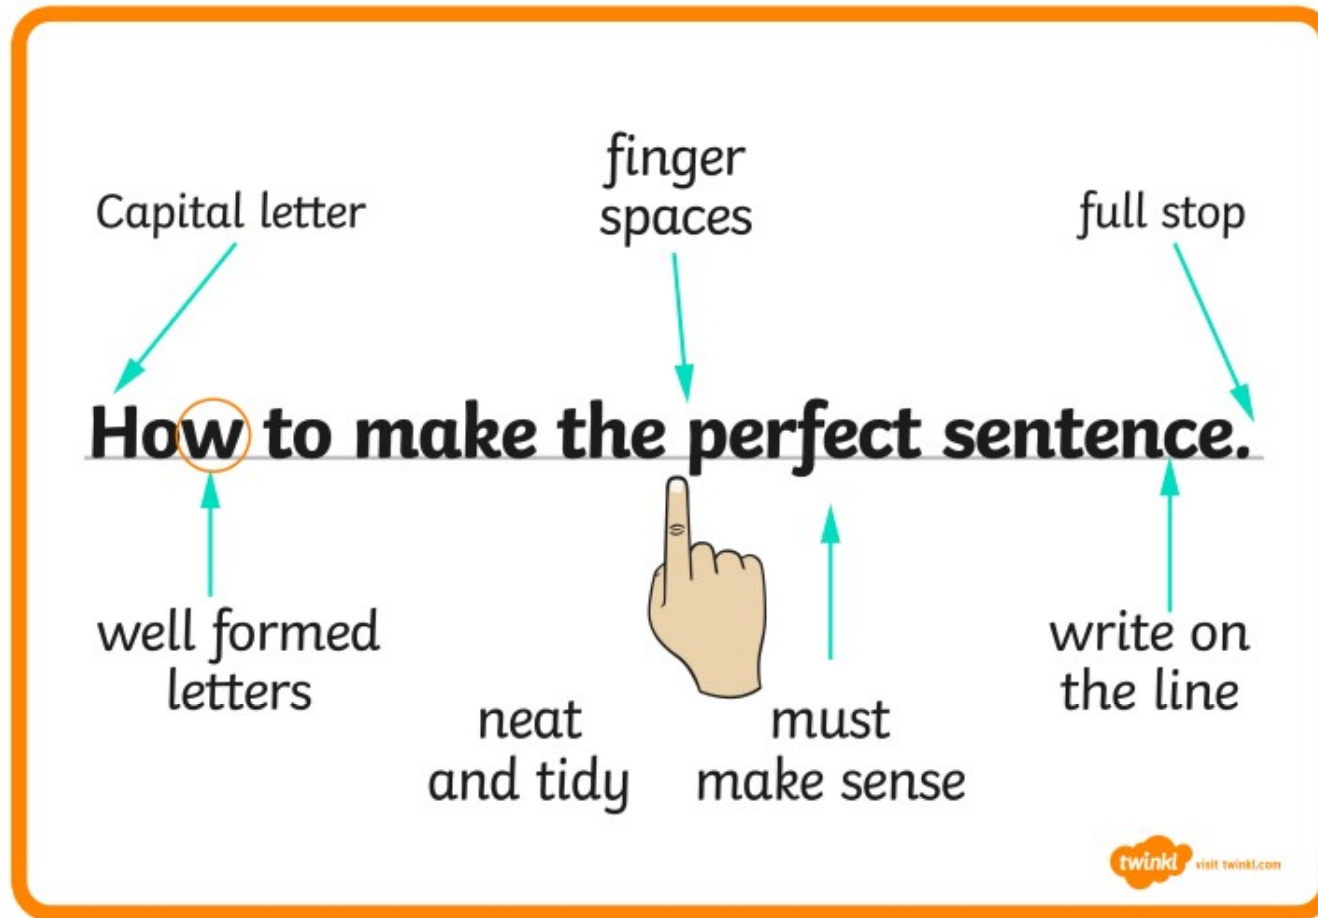 finger
spaces
Capital letter
full stop
How to make the perfect sentence.
well formed
letters
write on
the line
neat
and tidy
must
make sense
twinkl
visit twinkl.com